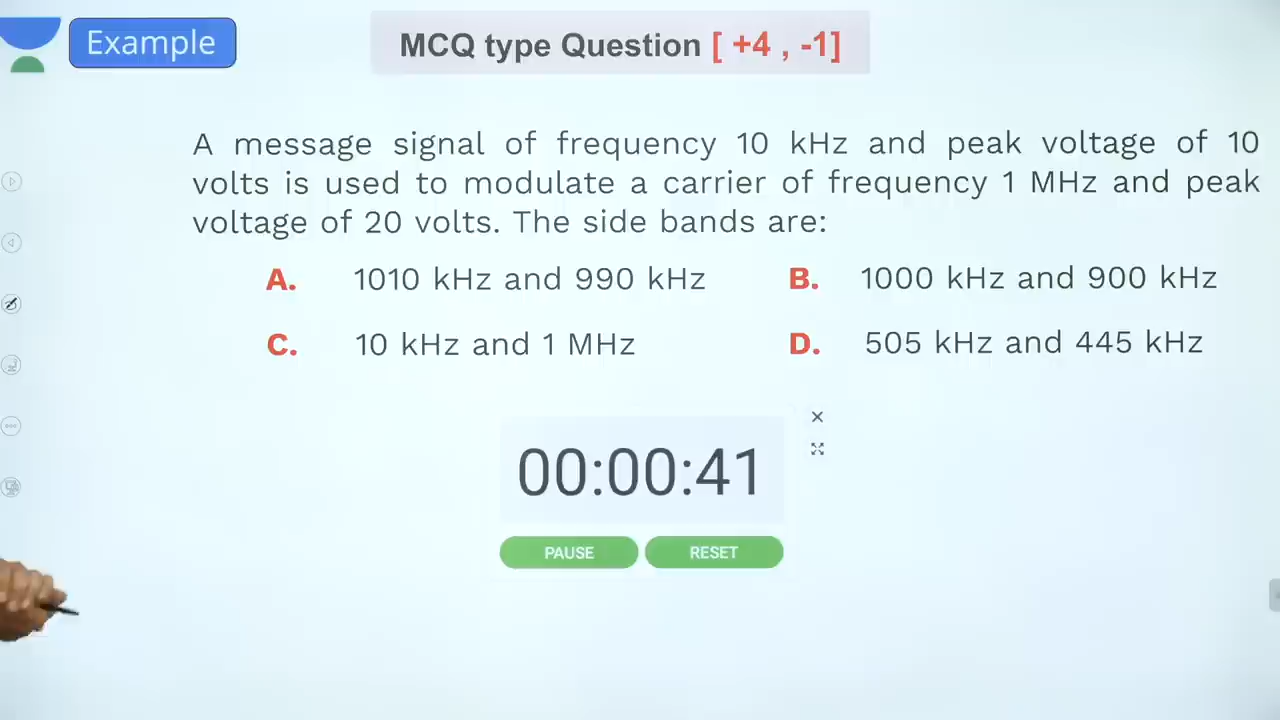 Example
MCQ type Question [ +4 , -1]
A message signal of frequency 10 kHz and peak voltage of 10
volts is used to modulate a carrier of frequency 1 MHz and peak
voltage of 20 volts. The side bands are:
A. 1010 kHz and 990 kHz
B. 1000 kHz and 900 kHz
C. 10 kHz and 1 MHz
D. 505 kHz and 445 kHz
00:00:41
PAUSE
RESET